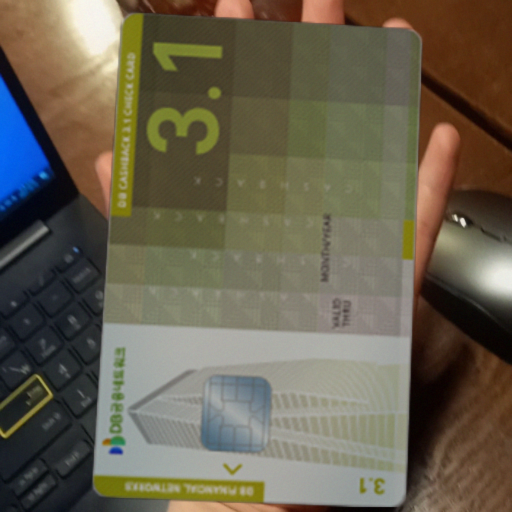 DB CASHBACK 3.1 CHECK CARD
3.1
CASHBACK
CASHBACK
MONTH/YEAR
VALID
THRU
DB금융네트워크
DB FINANCIAL NETWORKS
3.1